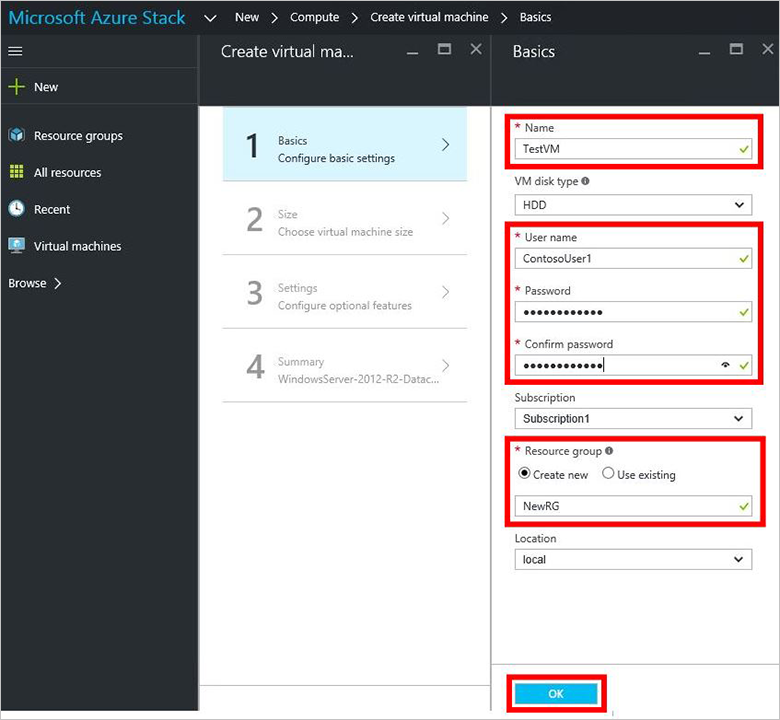 Microsoft Azure Stack New Compute Create virtual machine Basics
Create virtual ma...
Basics
New
Resource groups
All resources
Recent
Virtual machines
Browse
1 Basics
Configure basic settings
2 Size
Choose virtual machine size
3 Settings
Configure optional features
4 Summary
WindowsServer-2012-R2-Datac...
* Name
TestVM
VM disk type
HDD
* User name
ContosoUser1
* Password
••••••••••••
* Confirm password
••••••••••••
Subscription
Subscription1
* Resource group
Create new Use existing
NewRG
Location
local
OK